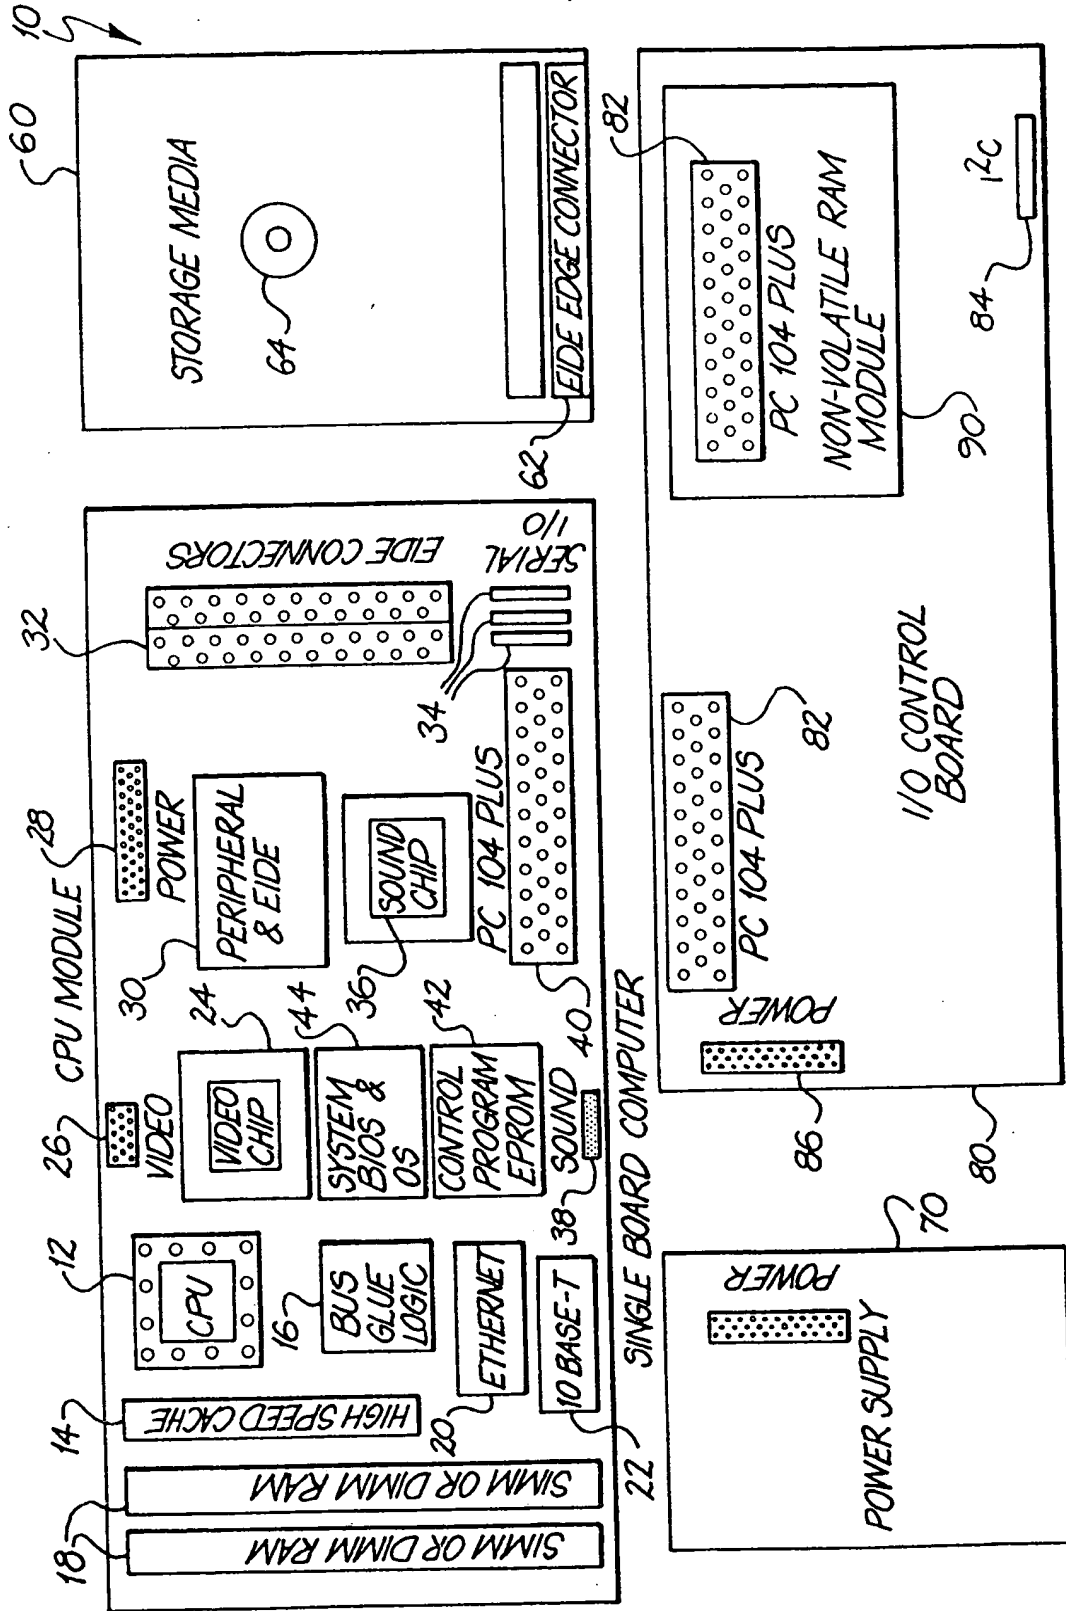 10
CPU MODULE
18
14
12
26
28
32
60
SIMM OR DIMM RAM
SIMM OR DIMM RAM
HIGH SPEED CACHE
CPU
16
BUS
GLUE
LOGIC
20
ETHERNET
10 BASE-T
22
VIDEO
24
VIDEO
CHIP
44
SYSTEM
BIOS &
OS
42
CONTROL
PROGRAM
EPROM
SOUND
38
POWER
30
PERIPHERAL
& EIDE
36
SOUND
CHIP
PC 104 PLUS
40
EIDE CONNECTORS
34
SERIAL
I/O
SINGLE BOARD COMPUTER
STORAGE MEDIA
64
62
EIDE EDGE CONNECTOR
POWER
70
POWER SUPPLY
POWER
86
80
PC 104 PLUS
82
I/O CONTROL
BOARD
82
PC 104 PLUS
NON-VOLATILE RAM
MODULE
90
84
I2C